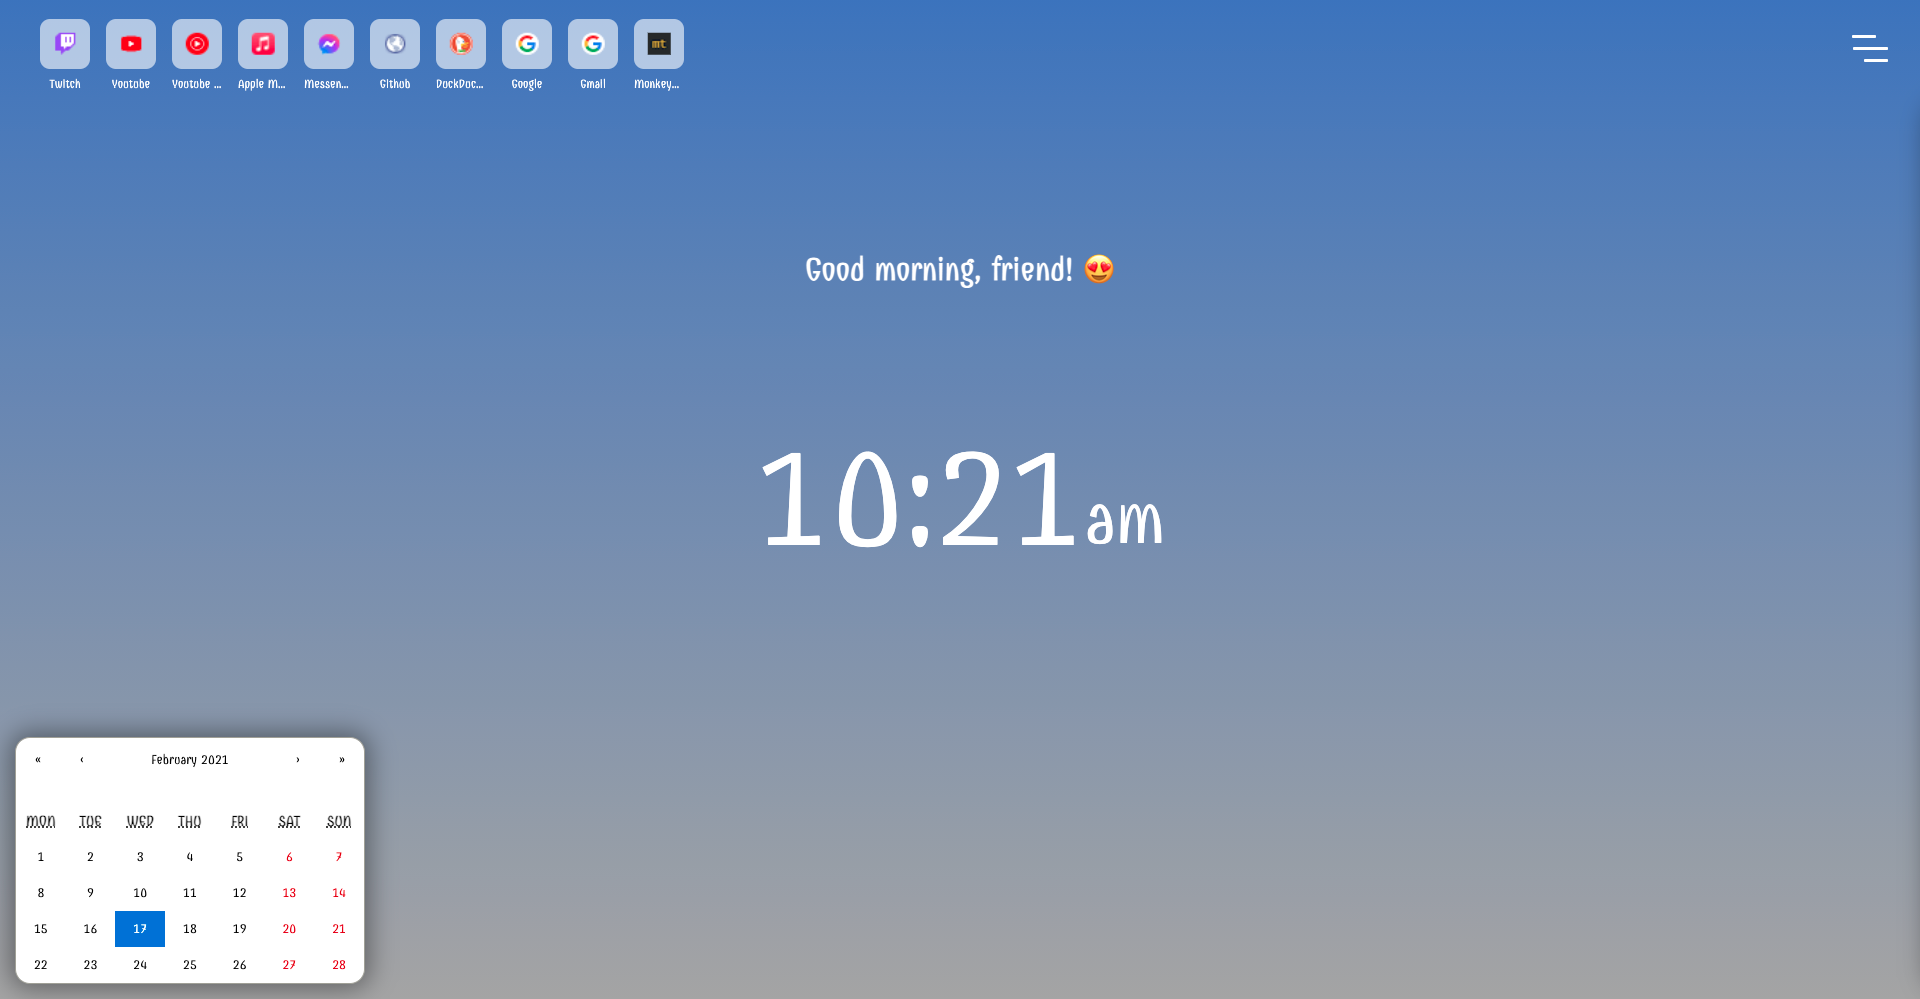 Twitch Youtube Youtube ... Apple M... Messen... Github DuckDuc... Google Gmail Monkey...
mt
Good morning, friend! 😍
10:21 am
« ‹ February 2021 › »
MON TUE WED THU FRI SAT SUN
1 2 3 4 5 6 7
8 9 10 11 12 13 14
15 16 17 18 19 20 21
22 23 24 25 26 27 28